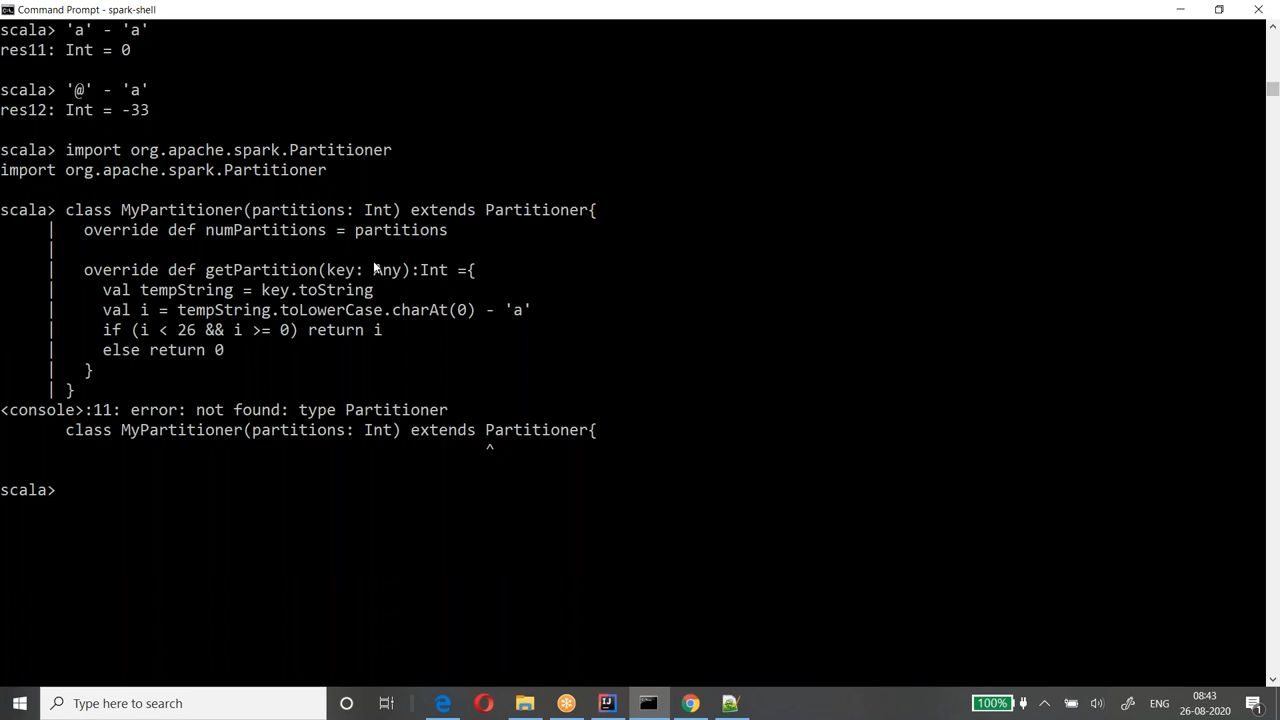 Command Prompt - spark-shell
scala> 'a' - 'a'
res11: Int = 0
scala> '@' - 'a'
res12: Int = -33
scala> import org.apache.spark.Partitioner
import org.apache.spark.Partitioner
scala> class MyPartitioner(partitions: Int) extends Partitioner{
     |   override def numPartitions = partitions
     |
     |   override def getPartition(key: Any):Int ={
     |     val tempString = key.toString
     |     val i = tempString.toLowerCase.charAt(0) - 'a'
     |     if (i < 26 && i >= 0) return i
     |     else return 0
     |   }
     | }
<console>:11: error: not found: type Partitioner
       class MyPartitioner(partitions: Int) extends Partitioner{
                                                    ^
scala>
Type here to search
100%
ENG
08:43
26-08-2020
1